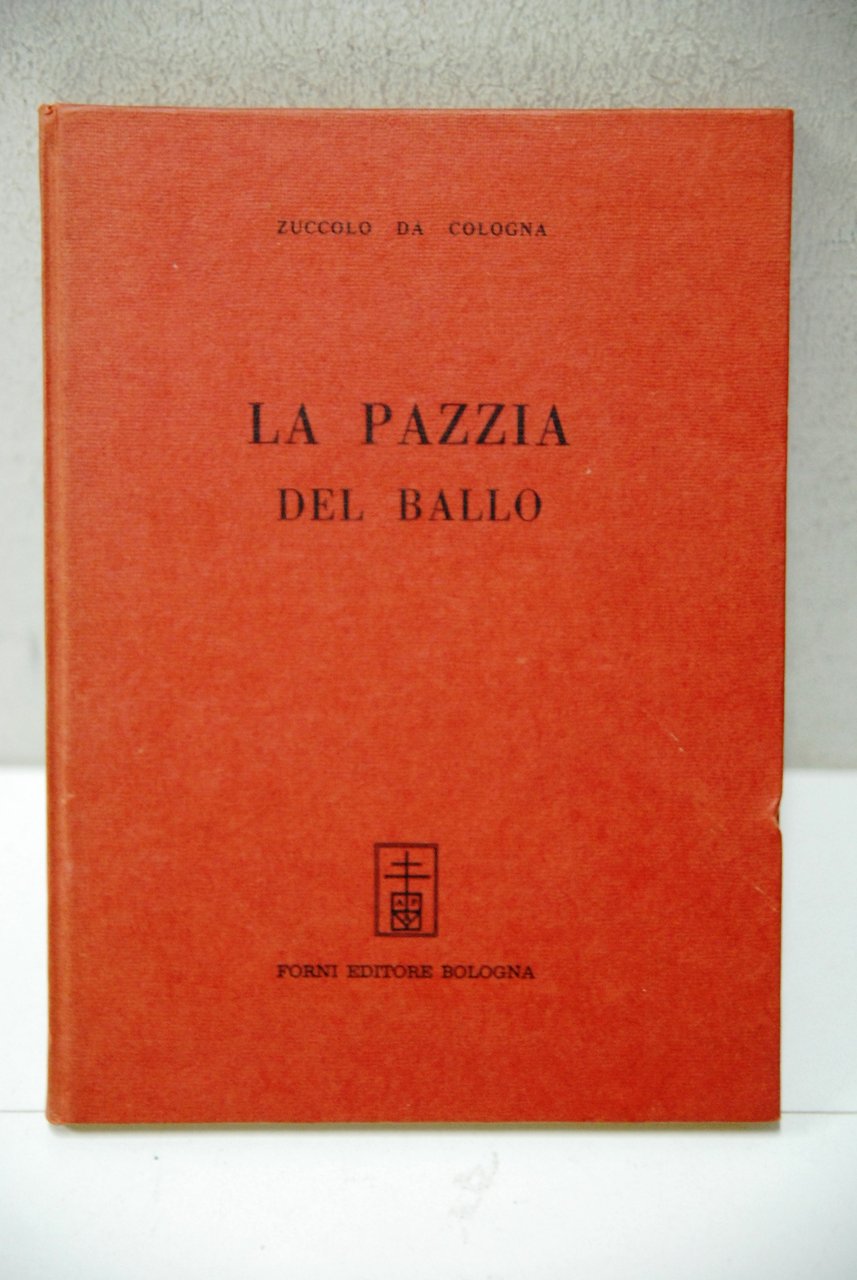 ZUCCOLO DA COLOGNA
LA PAZZIA
DEL BALLO
A F
FORNI EDITORE BOLOGNA